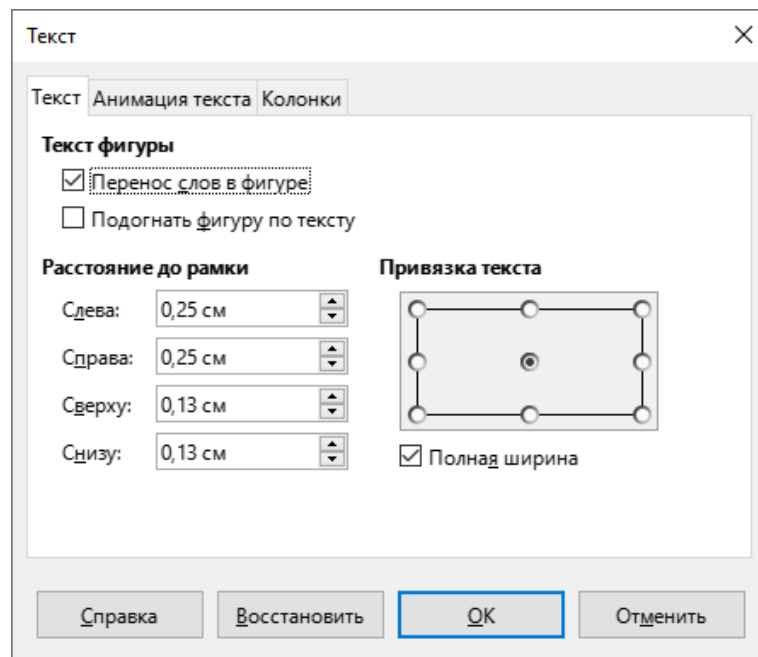 Текст
Текст Анимация текста Колонки
Текст фигуры
Перенос слов в фигуре
Подогнать фигуру по тексту
Расстояние до рамки Привязка текста
Слева: 0,25 см
Справа: 0,25 см
Сверху: 0,13 см
Снизу: 0,13 см
Полная ширина
Справка Восстановить OK Отменить